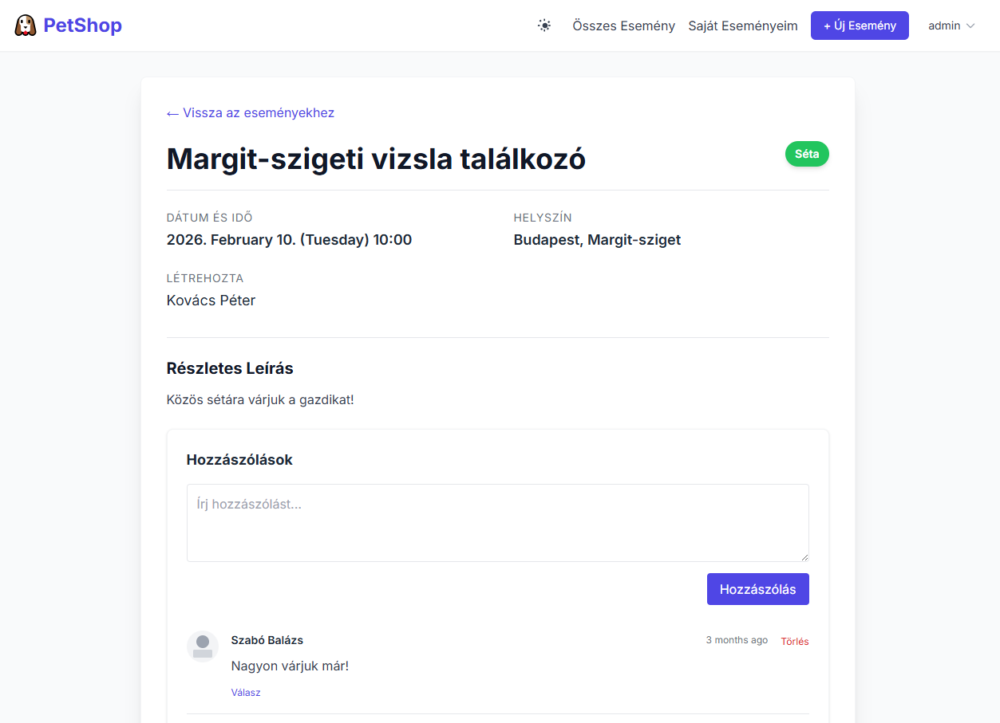 PetShop
Összes Esemény
Saját Eseményeim
+ Új Esemény
admin
← Vissza az eseményekhez
Margit-szigeti vizsla találkozó
Séta
DÁTUM ÉS IDŐ
2026. February 10. (Tuesday) 10:00
HELYSZÍN
Budapest, Margit-sziget
LÉTREHOZTA
Kovács Péter
Részletes Leírás
Közös sétára várjuk a gazdikat!
Hozzászólások
Írj hozzászólást...
Hozzászólás
Szabó Balázs
3 months ago
Törlés
Nagyon várjuk már!
Válasz